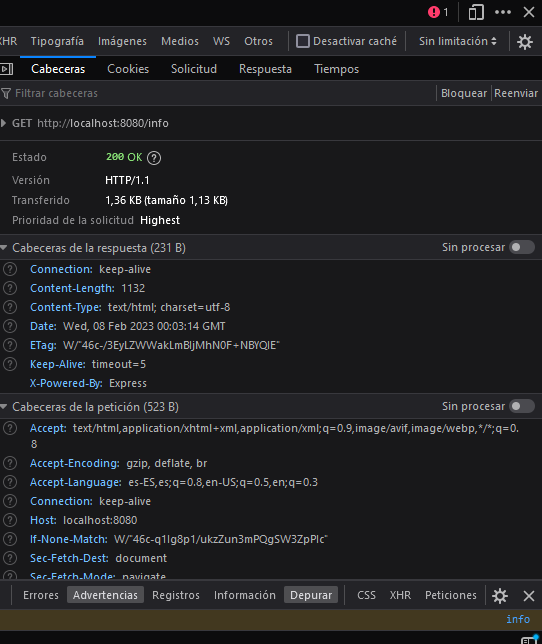 1
XHR Tipografía Imágenes Medios WS Otros Desactivar caché Sin limitación
Cabeceras Cookies Solicitud Respuesta Tiempos
Filtrar cabeceras Bloquear Reenviar
GET http://localhost:8080/info
Estado 200 OK
Versión HTTP/1.1
Transferido 1,36 KB (tamaño 1,13 KB)
Prioridad de la solicitud Highest
Cabeceras de la respuesta (231 B) Sin procesar
Connection: keep-alive
Content-Length: 1132
Content-Type: text/html; charset=utf-8
Date: Wed, 08 Feb 2023 00:03:14 GMT
ETag: W/"46c-/3EyLZWWakLmBljMhN0F+NBYQIE"
Keep-Alive: timeout=5
X-Powered-By: Express
Cabeceras de la petición (523 B) Sin procesar
Accept: text/html,application/xhtml+xml,application/xml;q=0.9,image/avif,image/webp,*/*;q=0.
8
Accept-Encoding: gzip, deflate, br
Accept-Language: es-ES,es;q=0.8,en-US;q=0.5,en;q=0.3
Connection: keep-alive
Host: localhost:8080
If-None-Match: W/"46c-q1lg8p1/ukzZun3mPQgSW3ZpPlc"
Sec-Fetch-Dest: document
Sec-Fetch-Mode: navigate
Errores Advertencias Registros Información Depurar CSS XHR Peticiones
info